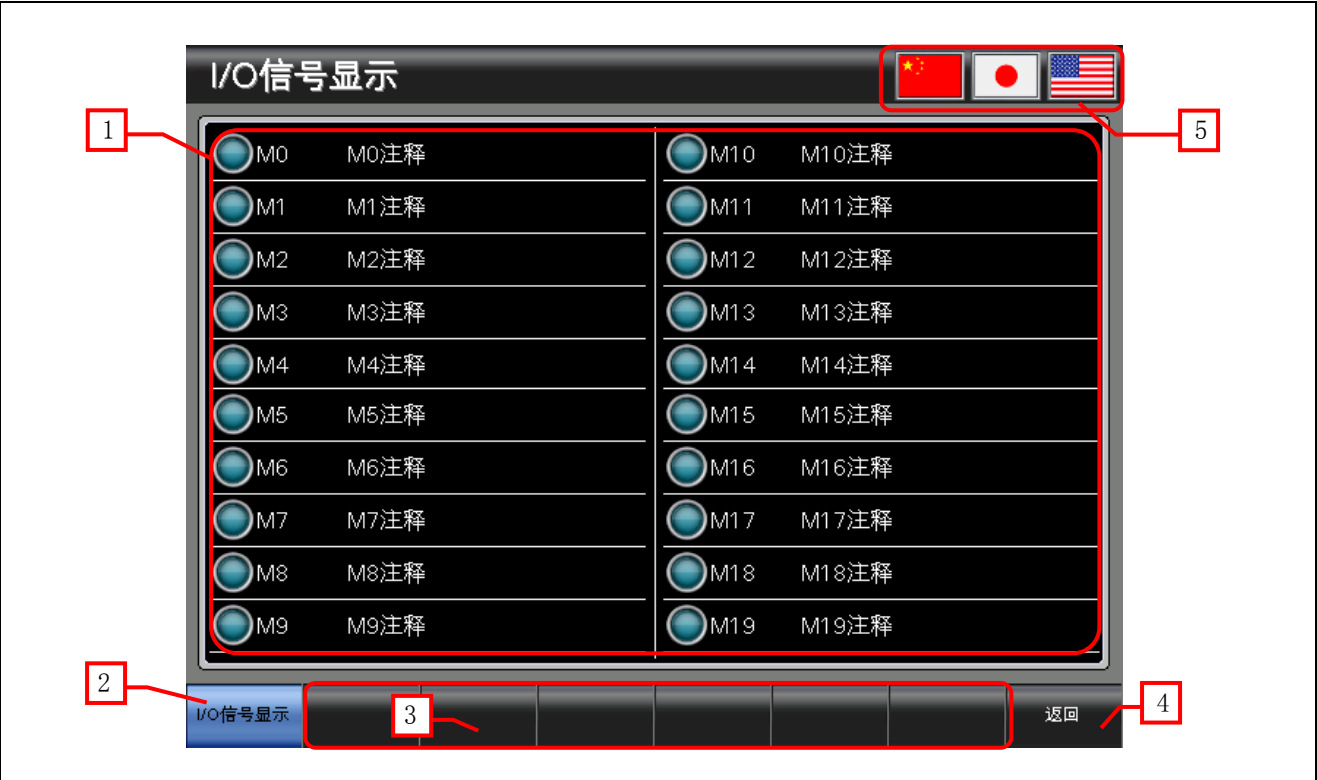 I/O信号显示
1
5
M0 M0注释 M10 M10注释
M1 M1注释 M11 M11注释
M2 M2注释 M12 M12注释
M3 M3注释 M13 M13注释
M4 M4注释 M14 M14注释
M5 M5注释 M15 M15注释
M6 M6注释 M16 M16注释
M7 M7注释 M17 M17注释
M8 M8注释 M18 M18注释
M9 M9注释 M19 M19注释
2
3
4
I/O信号显示 返回